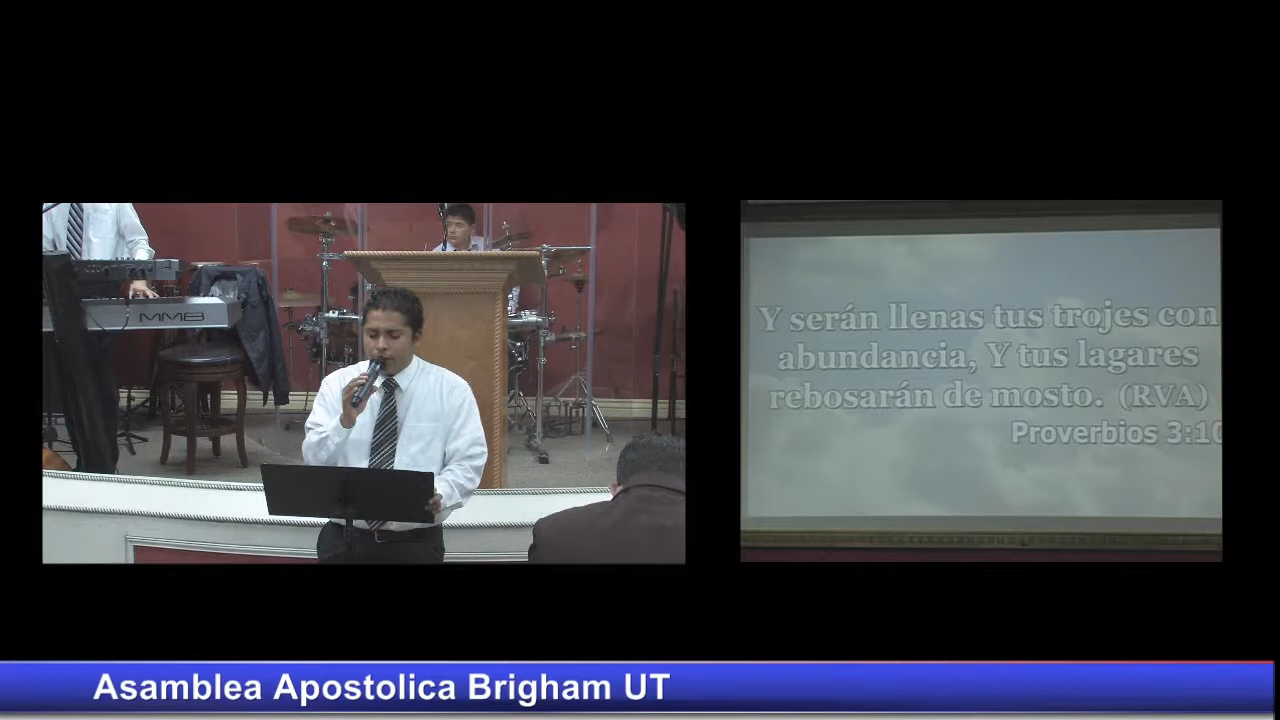 MM8
Y serán llenas tus trojes con
abundancia, Y tus lagares
rebosarán de mosto. (RVA)
Proverbios 3:10
Asamblea Apostolica Brigham UT